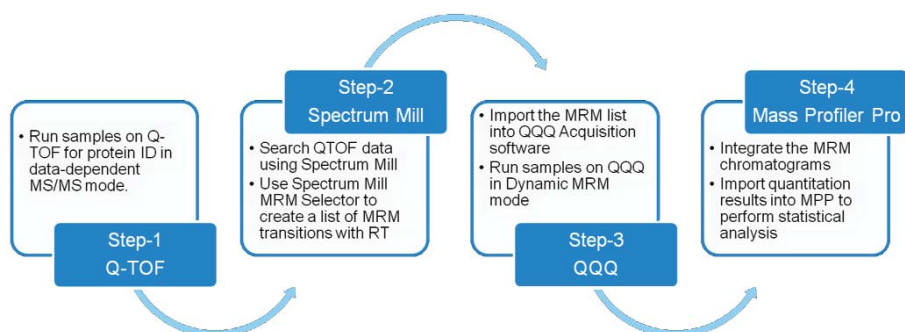 • Run samples on Q-
TOF for protein ID in
data-dependent
MS/MS mode.
Step-1
Q-TOF
Step-2
Spectrum Mill
• Search QTOF data
using Spectrum Mill
• Use Spectrum Mill
MRM Selector to
create a list of MRM
transitions with RT
• Import the MRM list
into QQQ Acquisition
software
• Run samples on QQQ
in Dynamic MRM
mode
Step-3
QQQ
Step-4
Mass Profiler Pro
• Integrate the MRM
chromatograms
• Import quantitation
results into MPP to
perform statistical
analysis